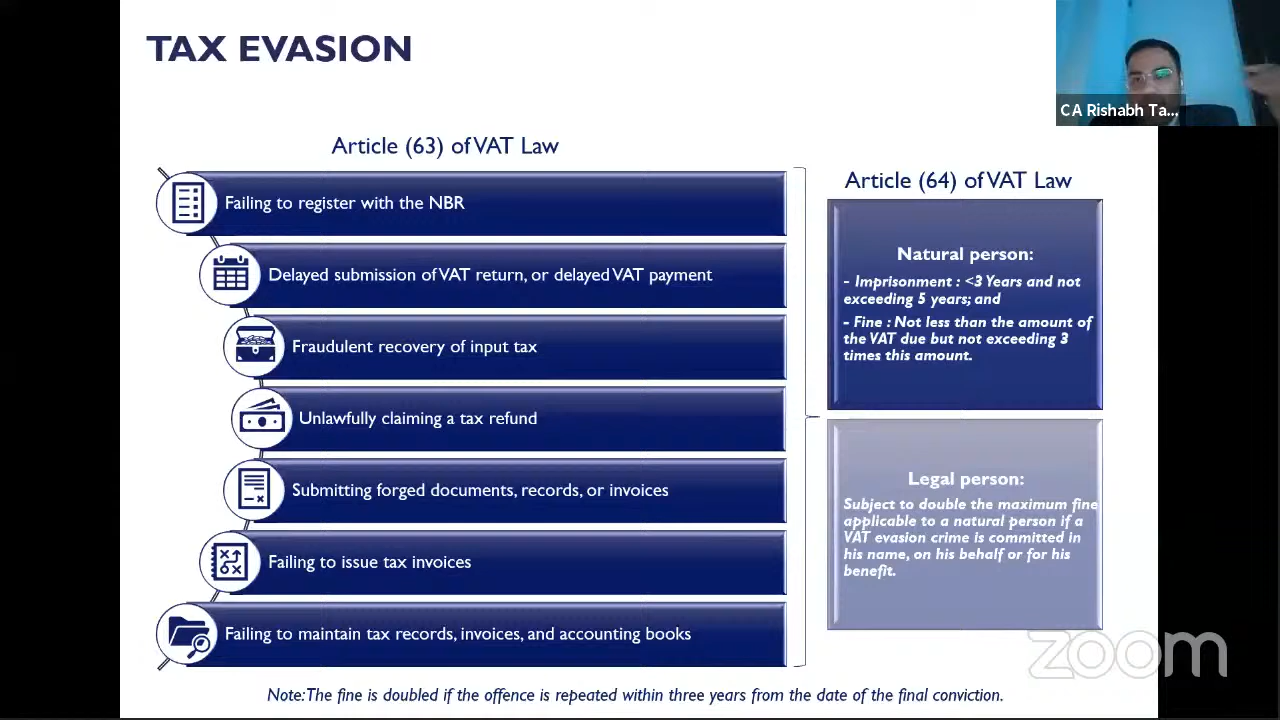 TAX EVASION
CA Rishabh Ta...
Article (63) of VAT Law
Failing to register with the NBR
Delayed submission of VAT return, or delayed VAT payment
Fraudulent recovery of input tax
Unlawfully claiming a tax refund
Submitting forged documents, records, or invoices
Failing to issue tax invoices
Failing to maintain tax records, invoices, and accounting books
Article (64) of VAT Law
Natural person:
- Imprisonment : <3 Years and not
exceeding 5 years; and
- Fine : Not less than the amount of
the VAT due but not exceeding 3
times this amount.
Legal person:
Subject to double the maximum fine
applicable to a natural person if a
VAT evasion crime is committed in
his name, on his behalf or for his
benefit.
zoom
Note: The fine is doubled if the offence is repeated within three years from the date of the final conviction.